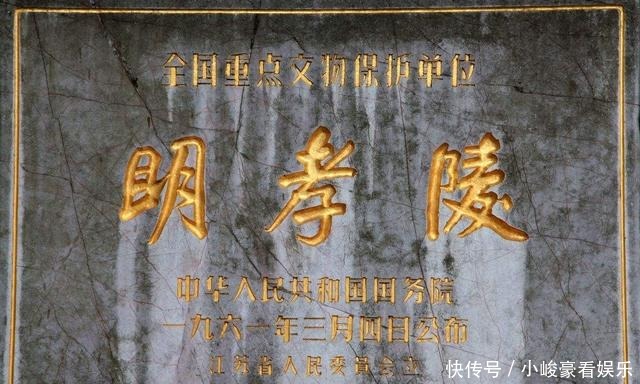 全国重点文物保护单位
明孝陵
中华人民共和国国务院
一九六一年三月四日公布
江苏省人民委员会立
快传号／小峻豪看娱乐